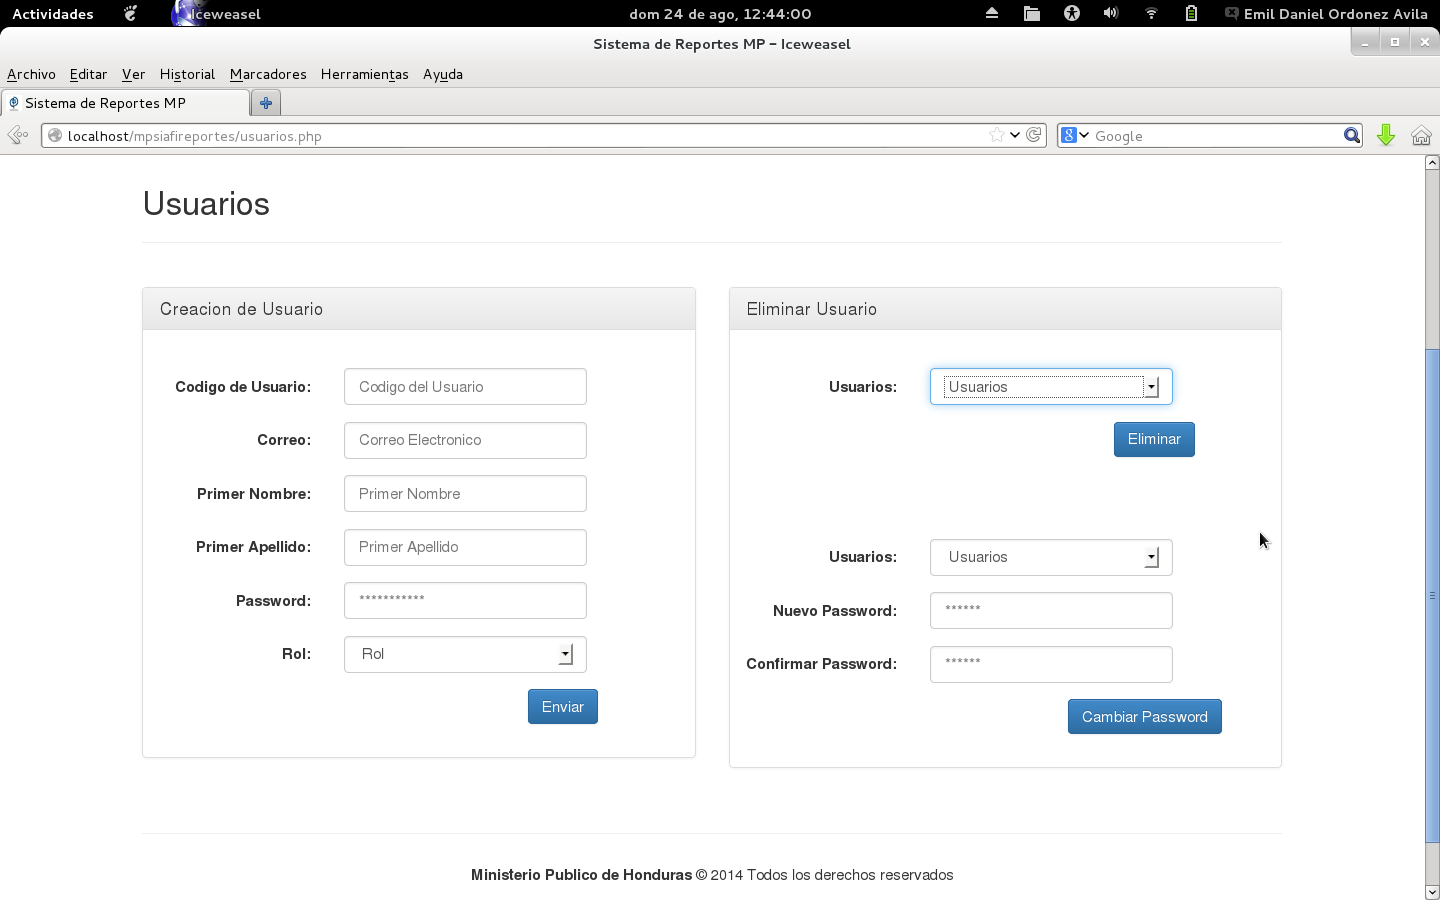 Actividades Iceweasel dom 24 de ago, 12:44:00 Emil Daniel Ordonez Avila
Sistema de Reportes MP - Iceweasel
Archivo Editar Ver Historial Marcadores Herramientas Ayuda
Sistema de Reportes MP
localhost/mpsiafireportes/usuarios.php Google
Usuarios
Creacion de Usuario
Codigo de Usuario: Codigo del Usuario
Correo: Correo Electronico
Primer Nombre: Primer Nombre
Primer Apellido: Primer Apellido
Password: ***********
Rol: Rol
Enviar
Eliminar Usuario
Usuarios: Usuarios
Eliminar
Usuarios: Usuarios
Nuevo Password: ******
Confirmar Password: ******
Cambiar Password
Ministerio Publico de Honduras © 2014 Todos los derechos reservados